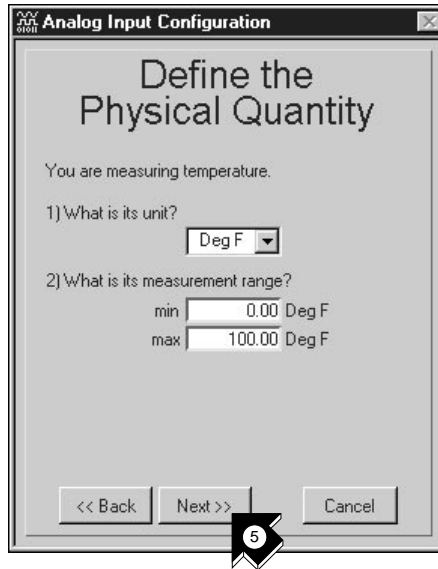 Analog Input Configuration
Define the
Physical Quantity
You are measuring temperature.
1) What is its unit?
Deg F
2) What is its measurement range?
min 0.00 Deg F
max 100.00 Deg F
<< Back Next >> Cancel
5